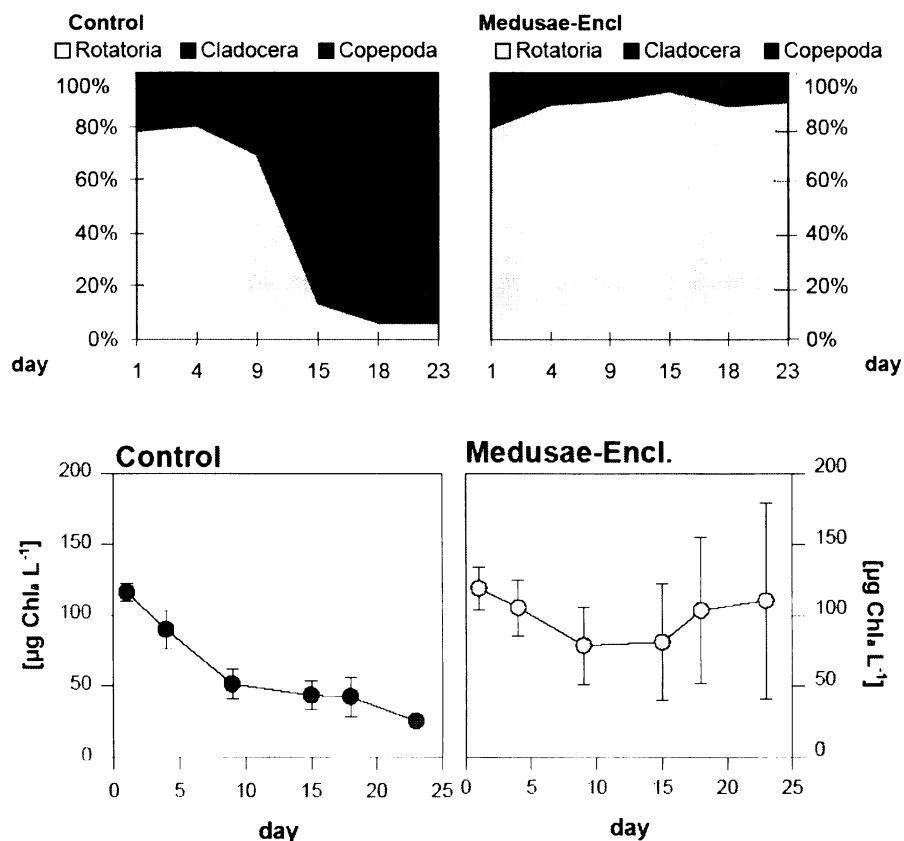 Control
Rotatoria Cladocera Copepoda
100%
80%
60%
40%
20%
0%
day
1 4 9 15 18 23
Medusae-Encl
Rotatoria Cladocera Copepoda
100%
80%
60%
40%
20%
0%
1 4 9 15 18 23
day
Control
[µg Chla L-1]
200
150
100
50
0
0 5 10 15 20 25
day
Medusae-Encl.
200
150
100
50
0
[µg Chla L-1]
0 5 10 15 20 25
day